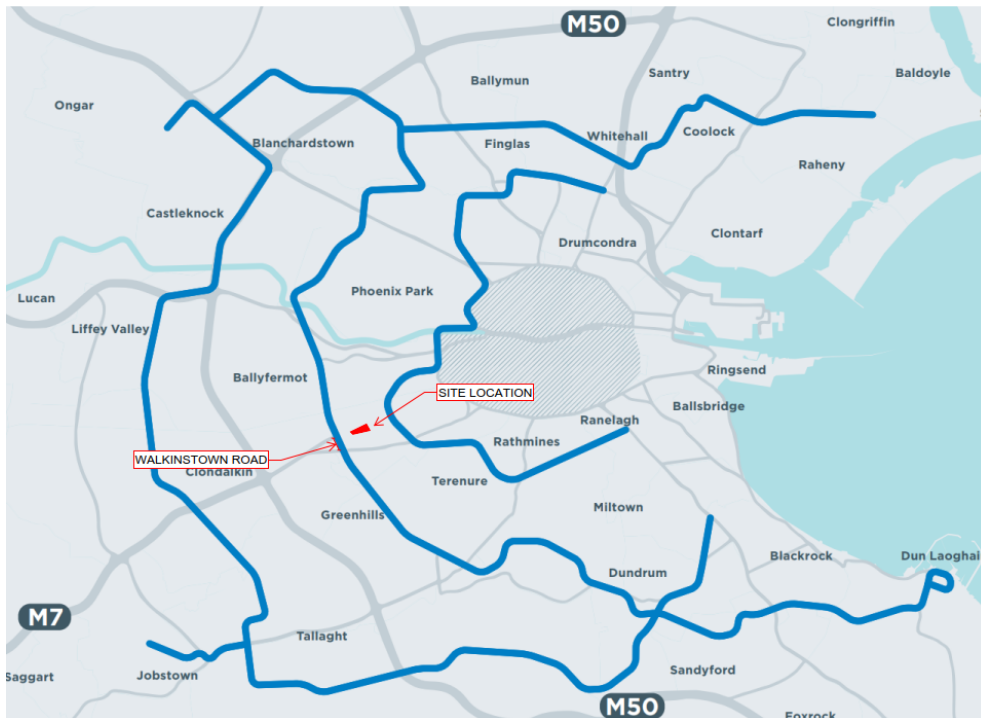 Clongriffin
M50
Santry
Baldoyle
Ballymun
Ongar
Whitehall
Coolock
Blanchardstown
Finglas
Raheny
Castleknock
Clontarf
Drumcondra
Phoenix Park
Lucan
Liffey Valley
Ringsend
Ballyfermot
SITE LOCATION
Ballsbridge
Ranelagh
Rathmines
WALKINSTOWN ROAD
Clondalkin
Terenure
Miltown
Greenhills
Blackrock
Dun Laoghai
Dundrum
M7
Tallaght
Sandyford
Saggart
Jobstown
M50
Foxrock